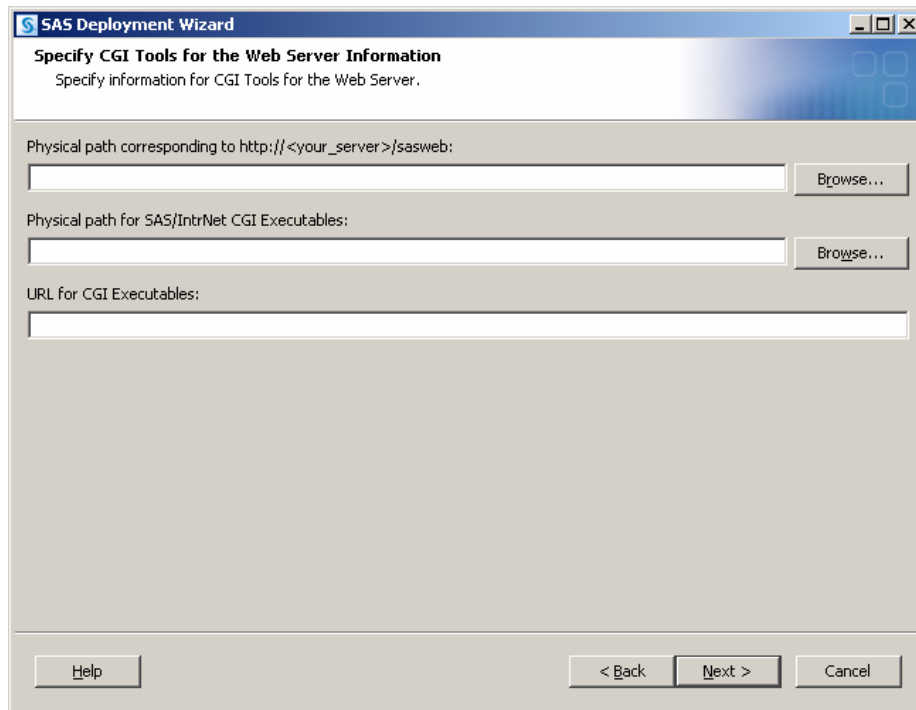 SAS Deployment Wizard
Specify CGI Tools for the Web Server Information
Specify information for CGI Tools for the Web Server.
Physical path corresponding to http://<your_server>/sasweb:
Browse...
Physical path for SAS/IntrNet CGI Executables:
Browse...
URL for CGI Executables:
Help
< Back
Next >
Cancel